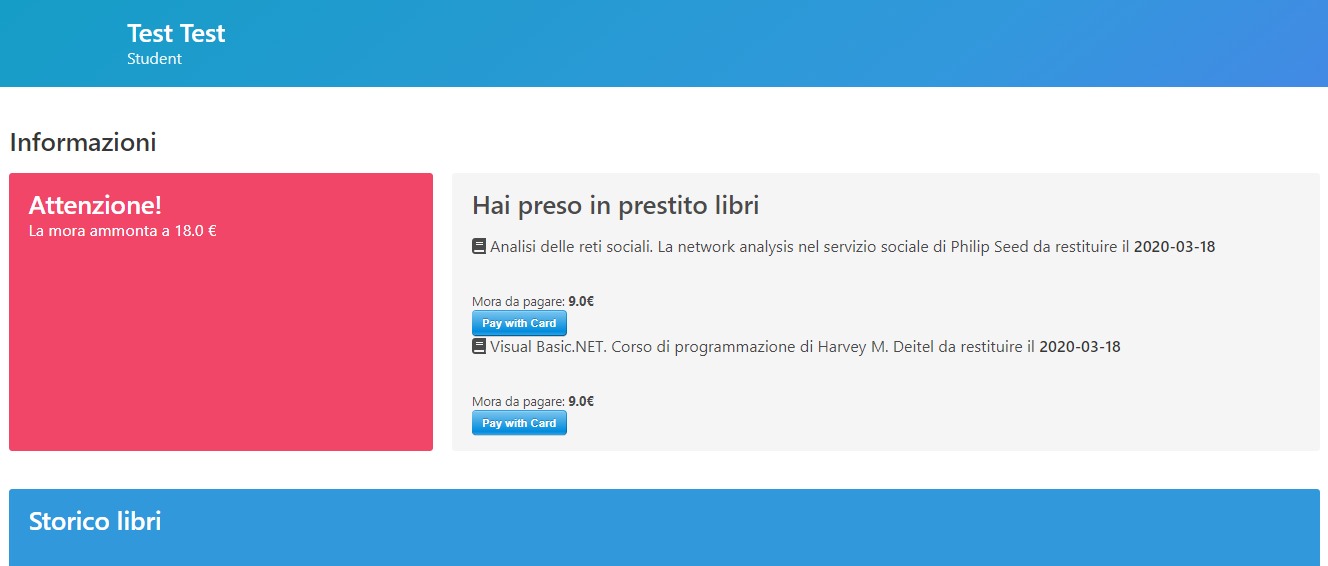 Test Test
Student
Informazioni
Attenzione!
La mora ammonta a 18.0 €
Hai preso in prestito libri
Analisi delle reti sociali. La network analysis nel servizio sociale di Philip Seed da restituire il 2020-03-18
Mora da pagare: 9.0€
Pay with Card
Visual Basic.NET. Corso di programmazione di Harvey M. Deitel da restituire il 2020-03-18
Mora da pagare: 9.0€
Pay with Card
Storico libri